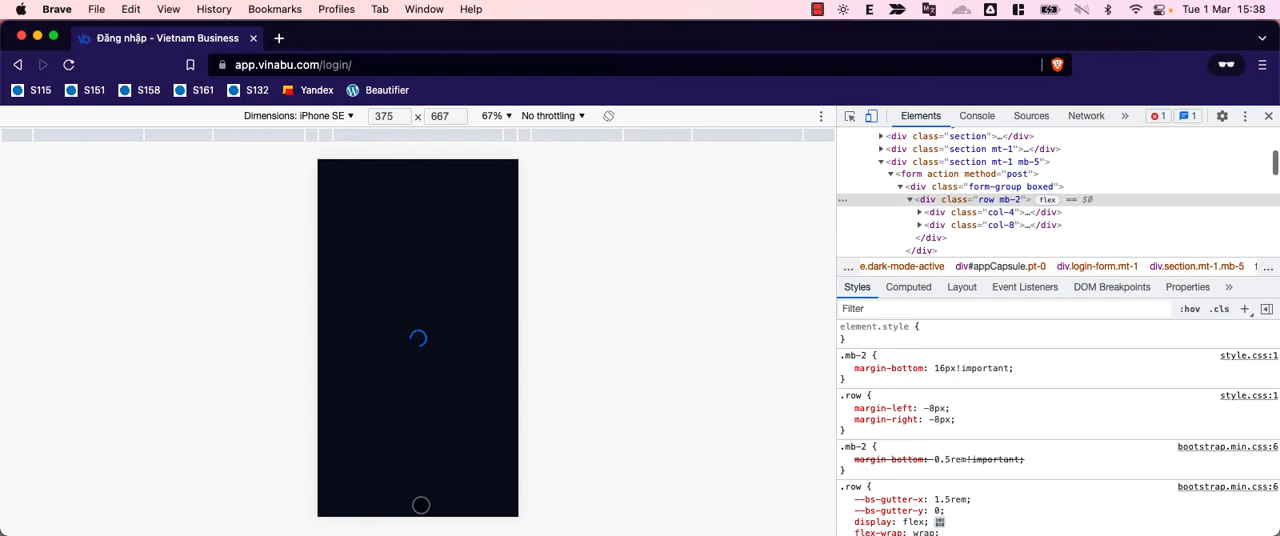 Brave File Edit View History Bookmarks Profiles Tab Window Help E Tue 1 Mar 15:38
Đăng nhập - Vietnam Business
app.vinabu.com/login/
S115 S151 S158 S161 S132 Yandex Beautifier
Dimensions: iPhone SE 375 × 667 67% No throttling
Elements Console Sources Network » 1 1
<div class="section">…</div>
<div class="section mt-1">…</div>
<div class="section mt-1 mb-5">
<form action method="post">
<div class="form-group boxed">
<div class="row mb-2"> flex == $0
<div class="col-4">…</div>
<div class="col-8">…</div>
</div>
</div>
… e.dark-mode-active div#appCapsule.pt-0 div.login-form.mt-1 div.section.mt-1.mb-5 f …
Styles Computed Layout Event Listeners DOM Breakpoints Properties »
Filter :hov .cls +
element.style {
}
.mb-2 { style.css:1
margin-bottom: 16px!important;
}
.row { style.css:1
margin-left: -8px;
margin-right: -8px;
}
.mb-2 { bootstrap.min.css:6
margin-bottom: 0.5rem!important;
}
.row { bootstrap.min.css:6
--bs-gutter-x: 1.5rem;
--bs-gutter-y: 0;
display: flex;
flex-wrap: wrap;